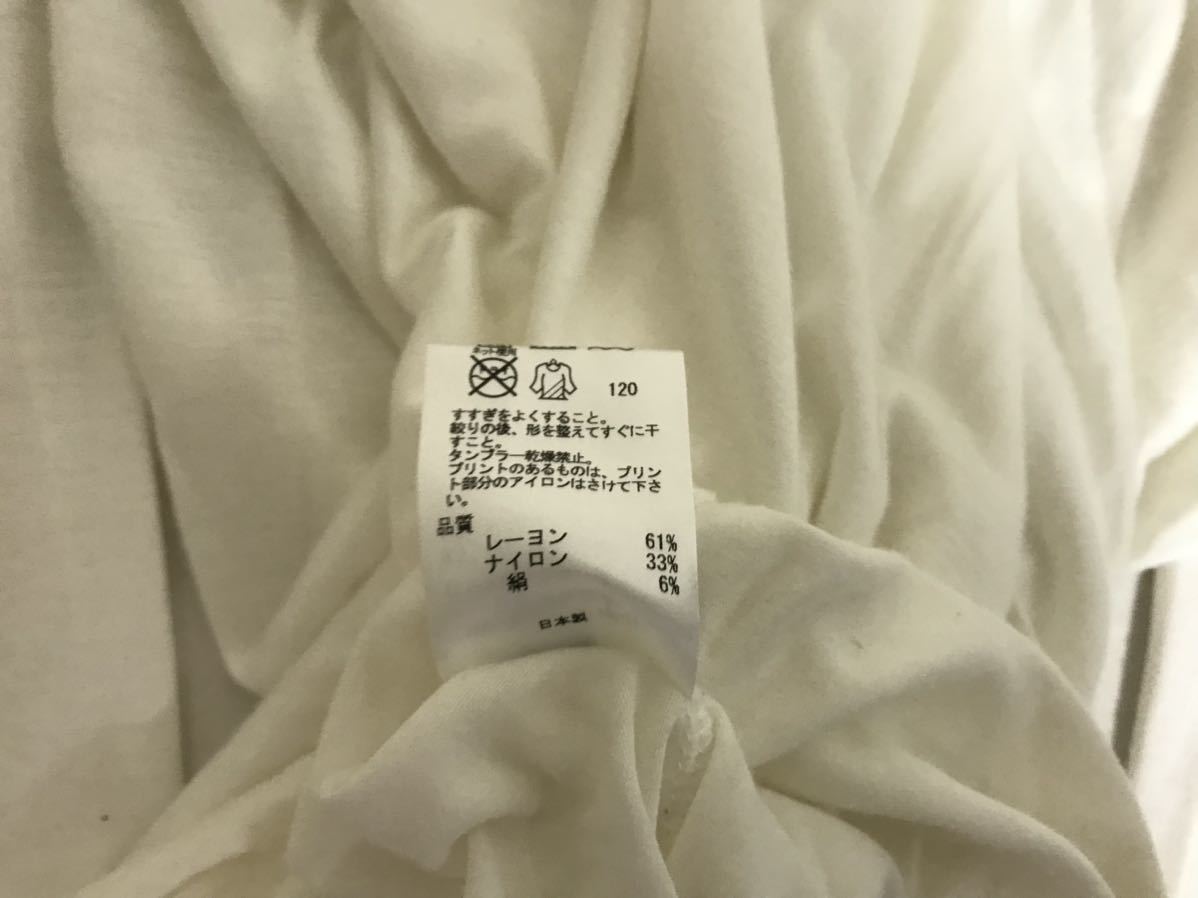 ネット使用
120
すすぎをよくすること。
絞りの後、形を整えてすぐに干
すこと。
タンブラー乾燥禁止。
プリントのあるものは、プリン
ト部分のアイロンはさけて下さ
い。
品質
レーヨン 61%
ナイロン 33%
絹 6%
日本製